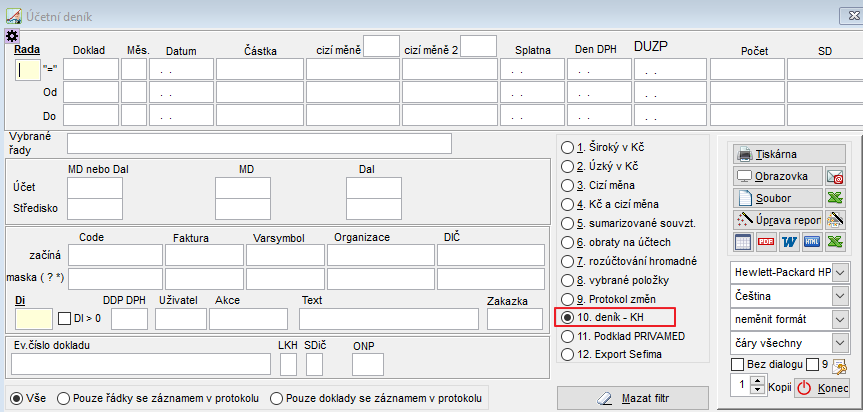 Účetní deník
Rada Doklad Měs. Datum Částka cizí měně cizí měně 2 Splatna Den DPH DUZP Počet SD
"=" . . . . . . . .
Od . . . . . . . .
Do . . . . . . . .
Vybrané řady
MD nebo Dal MD Dal
Účet
Středisko
Code Faktura Varsymbol Organizace DIČ
začíná
maska ( ? *)
DI DDP DPH Uživatel Akce Text Zakazka
DI > 0
Ev.číslo dokladu LKH SDič ONP
Vše Pouze řádky se záznamem v protokolu Pouze doklady se záznamem v protokolu
1. Široký v Kč
2. Úzký v Kč
3. Cizí měna
4. Kč a cizí měna
5. sumarizované souvzt.
6. obraty na účtech
7. rozúčtování hromadné
8. vybrané položky
9. Protokol změn
10. deník - KH
11. Podklad PRIVAMED
12. Export Sefima
Mazat filtr
Tiskárna
Obrazovka
Soubor
Úprava report
PDF W HTML
Hewlett-Packard HP
Čeština
neměnit formát
čáry všechny
Bez dialogu 9
1 Kopií Konec